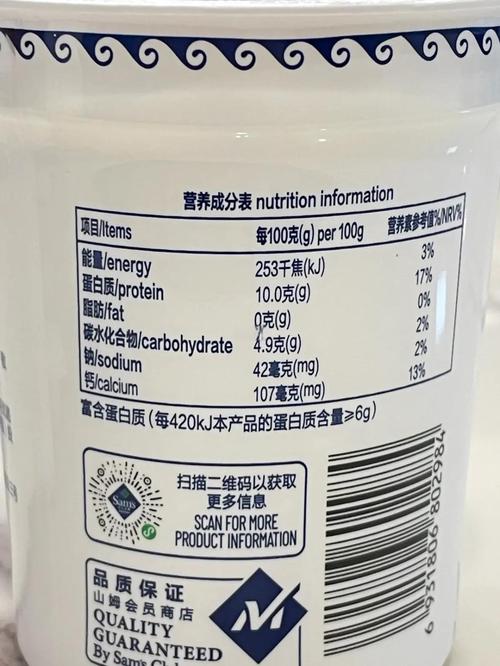 营养成分表 nutrition information
项目/Items 每100克(g) per 100g 营养素参考值%/NRV%
能量/energy 253千焦(kJ) 3%
蛋白质/protein 10.0克(g) 17%
脂肪/fat 0克(g) 0%
碳水化合物/carbohydrate 4.9克(g) 2%
钠/sodium 42毫克(mg) 2%
钙/calcium 107毫克(mg) 13%
富含蛋白质 (每420kJ本产品的蛋白质含量≥6g)
Sam's
扫描二维码以获取
更多信息
SCAN FOR MORE
PRODUCT INFORMATION
6 931806 802984
品质保证
山姆会员商店
QUALITY
GUARANTEED
By Sam's